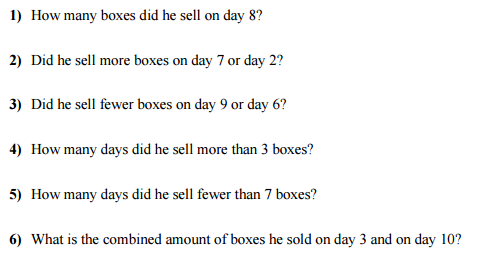 1) How many boxes did he sell on day 8?
2) Did he sell more boxes on day 7 or day 2?
3) Did he sell fewer boxes on day 9 or day 6?
4) How many days did he sell more than 3 boxes?
5) How many days did he sell fewer than 7 boxes?
6) What is the combined amount of boxes he sold on day 3 and on day 10?